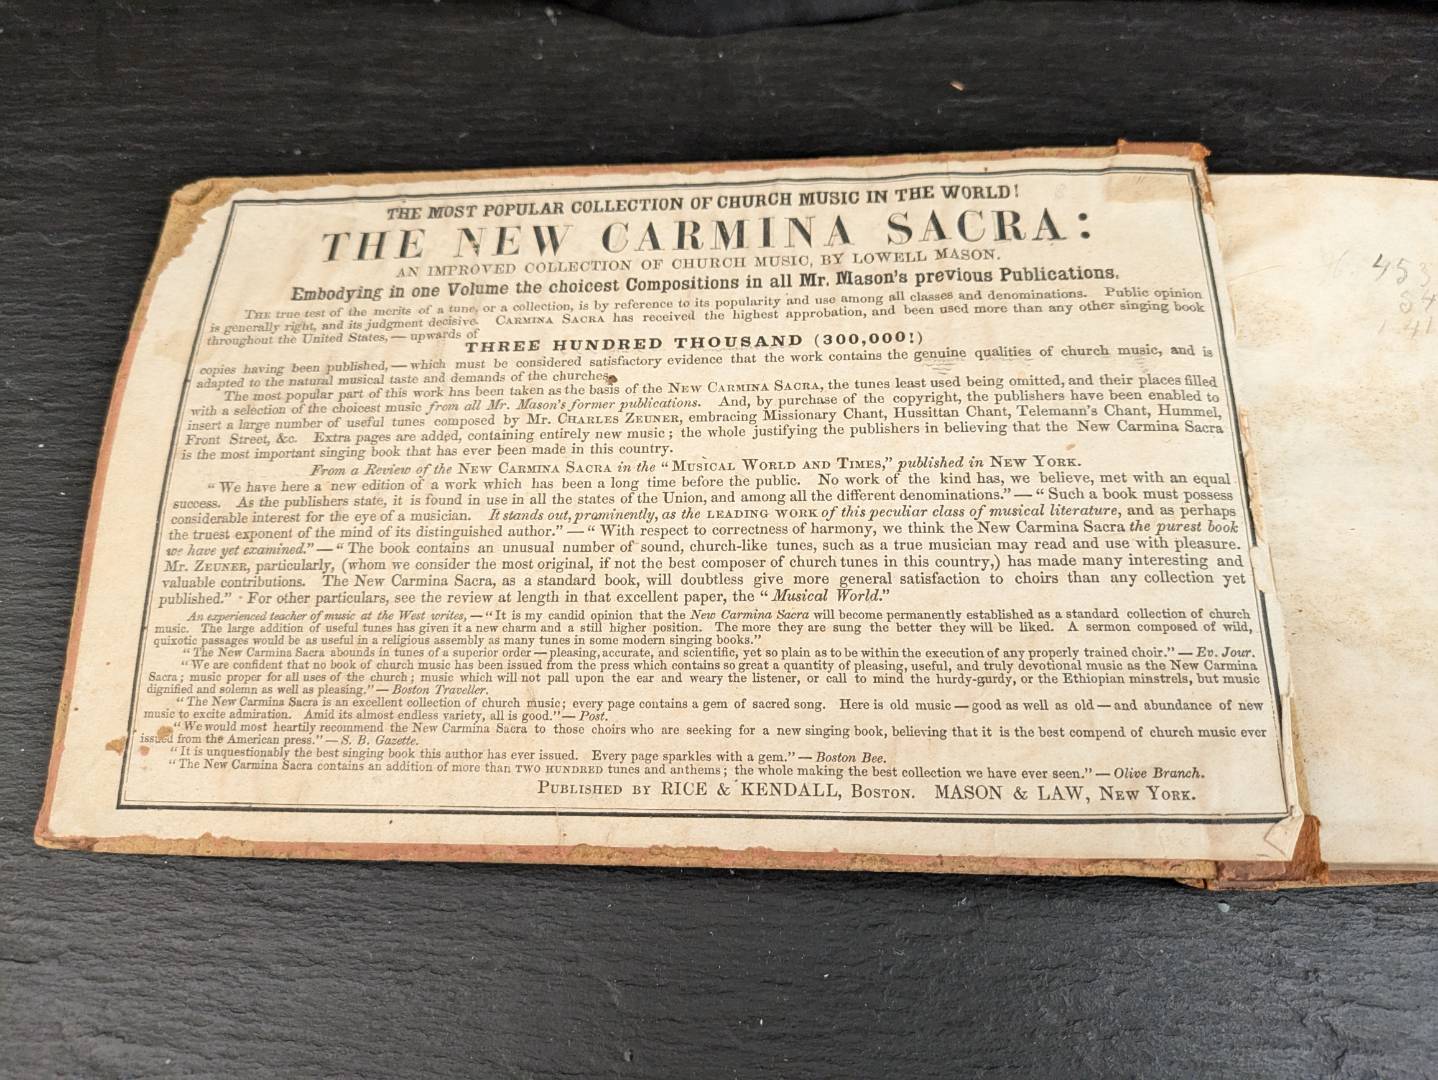 THE MOST POPULAR COLLECTION OF CHURCH MUSIC IN THE WORLD!
THE NEW CARMINA SACRA:
AN IMPROVED COLLECTION OF CHURCH MUSIC, BY LOWELL MASON.
Embodying in one Volume the choicest Compositions in all Mr. Mason's previous Publications.
THE true test of the merits of a tune, or a collection, is by reference to its popularity and use among all classes and denominations. Public opinion
is generally right, and its judgment decisive. CARMINA SACRA has received the highest approbation, and been used more than any other singing book
throughout the United States, — upwards of
THREE HUNDRED THOUSAND (300,000!)
copies having been published, — which must be considered satisfactory evidence that the work contains the genuine qualities of church music, and is
adapted to the natural musical taste and demands of the churches.
The most popular part of this work has been taken as the basis of the NEW CARMINA SACRA, the tunes least used being omitted, and their places filled
with a selection of the choicest music from all Mr. Mason's former publications. And, by purchase of the copyright, the publishers have been enabled to
insert a large number of useful tunes composed by Mr. CHARLES ZEUNER, embracing Missionary Chant, Hussittan Chant, Telemann's Chant, Hummel,
Front Street, &c. Extra pages are added, containing entirely new music; the whole justifying the publishers in believing that the New Carmina Sacra
is the most important singing book that has ever been made in this country.
From a Review of the NEW CARMINA SACRA in the "MUSICAL WORLD AND TIMES," published in NEW YORK.
"We have here a new edition of a work which has been a long time before the public. No work of the kind has, we believe, met with an equal
success. As the publishers state, it is found in use in all the states of the Union, and among all the different denominations." — "Such a book must possess
considerable interest for the eye of a musician. It stands out, prominently, as the LEADING WORK of this peculiar class of musical literature, and as perhaps
the truest exponent of the mind of its distinguished author." — "With respect to correctness of harmony, we think the New Carmina Sacra the purest book
we have yet examined." — "The book contains an unusual number of sound, church-like tunes, such as a true musician may read and use with pleasure.
Mr. ZEUNER, particularly, (whom we consider the most original, if not the best composer of church tunes in this country,) has made many interesting and
valuable contributions. The New Carmina Sacra, as a standard book, will doubtless give more general satisfaction to choirs than any collection yet
published." For other particulars, see the review at length in that excellent paper, the "Musical World."
An experienced teacher of music at the West writes, — "It is my candid opinion that the New Carmina Sacra will become permanently established as a standard collection of church
music. The large addition of useful tunes has given it a new charm and a still higher position. The more they are sung the better they will be liked. A sermon composed of wild,
quixotic passages would be as useful in a religious assembly as many tunes in some modern singing books."
"The New Carmina Sacra abounds in tunes of a superior order — pleasing, accurate, and scientific, yet so plain as to be within the execution of any properly trained choir." — Ev. Jour.
"We are confident that no book of church music has been issued from the press which contains so great a quantity of pleasing, useful, and truly devotional music as the New Carmina
Sacra; music proper for all uses of the church; music which will not pall upon the ear and weary the listener, or call to mind the hurdy-gurdy, or the Ethiopian minstrels, but music
dignified and solemn as well as pleasing." — Boston Traveller.
"The New Carmina Sacra is an excellent collection of church music; every page contains a gem of sacred song. Here is old music — good as well as old — and abundance of new
music to excite admiration. Amid its almost endless variety, all is good." — Post.
"We would most heartily recommend the New Carmina Sacra to those choirs who are seeking for a new singing book, believing that it is the best compend of church music ever
issued from the American press." — S. B. Gazette.
"It is unquestionably the best singing book this author has ever issued. Every page sparkles with a gem." — Boston Bee.
"The New Carmina Sacra contains an addition of more than TWO HUNDRED tunes and anthems; the whole making the best collection we have ever seen." — Olive Branch.
PUBLISHED BY RICE & KENDALL, BOSTON. MASON & LAW, NEW YORK.
453